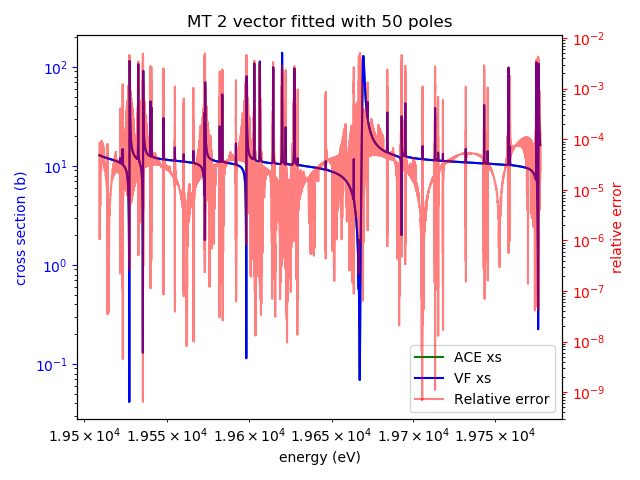 MT 2 vector fitted with 50 poles
cross section (b)
10² 10¹ 10⁰ 10⁻¹
10⁻² 10⁻³ 10⁻⁴ 10⁻⁵ 10⁻⁶ 10⁻⁷ 10⁻⁸ 10⁻⁹
relative error
ACE xs
VF xs
Relative error
1.95 × 10⁴ 1.955 × 10⁴ 1.96 × 10⁴ 1.965 × 10⁴ 1.97 × 10⁴ 1.975 × 10⁴
energy (eV)